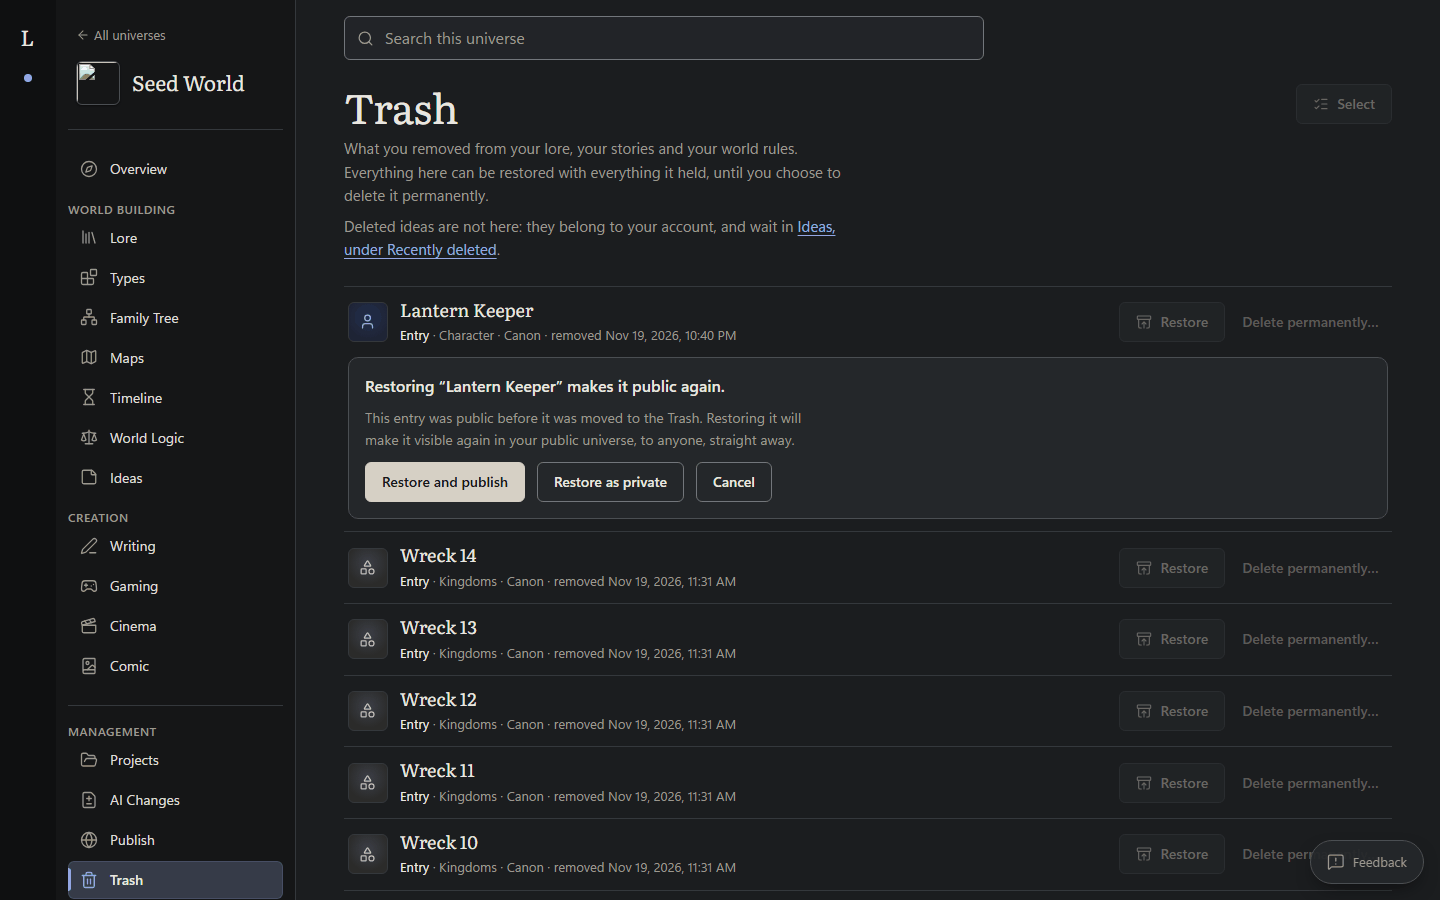 L
All universes
Seed World
Overview
WORLD BUILDING
Lore
Types
Family Tree
Maps
Timeline
World Logic
Ideas
CREATION
Writing
Gaming
Cinema
Comic
MANAGEMENT
Projects
AI Changes
Publish
Trash
Search this universe
Trash
Select
What you removed from your lore, your stories and your world rules.
Everything here can be restored with everything it held, until you choose to
delete it permanently.
Deleted ideas are not here: they belong to your account, and wait in Ideas,
under Recently deleted.
Lantern Keeper
Entry · Character · Canon · removed Nov 19, 2026, 10:40 PM
Restore
Delete permanently...
Restoring “Lantern Keeper” makes it public again.
This entry was public before it was moved to the Trash. Restoring it will
make it visible again in your public universe, to anyone, straight away.
Restore and publish
Restore as private
Cancel
Wreck 14
Entry · Kingdoms · Canon · removed Nov 19, 2026, 11:31 AM
Restore
Delete permanently...
Wreck 13
Entry · Kingdoms · Canon · removed Nov 19, 2026, 11:31 AM
Restore
Delete permanently...
Wreck 12
Entry · Kingdoms · Canon · removed Nov 19, 2026, 11:31 AM
Restore
Delete permanently...
Wreck 11
Entry · Kingdoms · Canon · removed Nov 19, 2026, 11:31 AM
Restore
Delete permanently...
Wreck 10
Entry · Kingdoms · Canon · removed Nov 19, 2026, 11:31 AM
Restore
Delete
Feedback